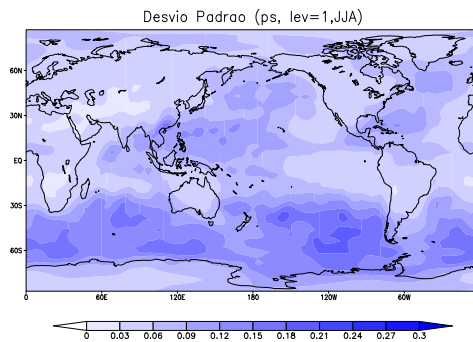 Desvio Padrao (ps, lev=1,JJA)
60N
30N
EQ
30S
60S
0 60E 120E 180 120W 60W
0 0.03 0.06 0.09 0.12 0.15 0.18 0.21 0.24 0.27 0.3